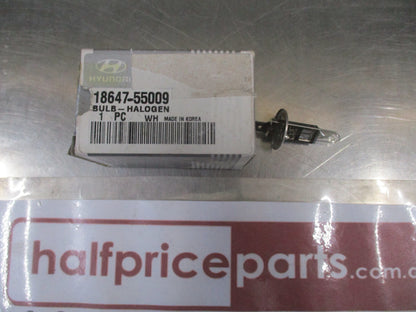 HYUNDAI
18647-55009
BULB-HALOGEN
1 PC WH MADE IN KOREA
halfpriceparts.com.a